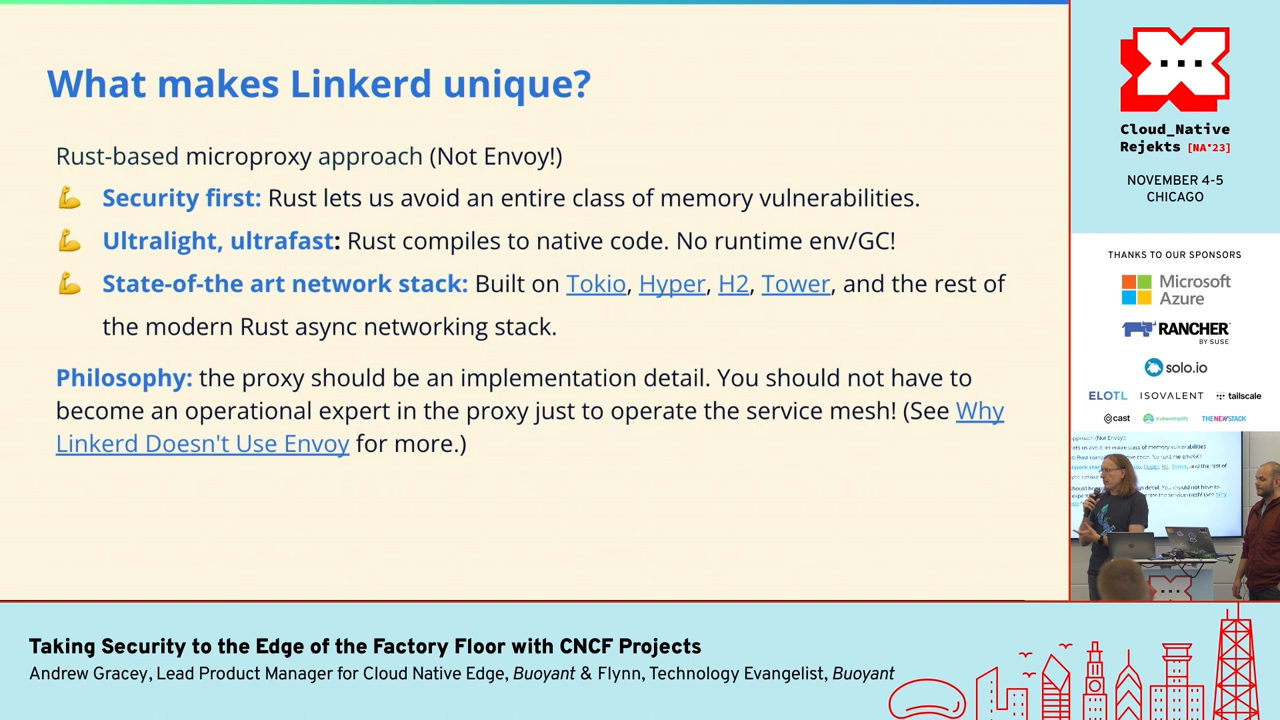 What makes Linkerd unique?
Rust-based microproxy approach (Not Envoy!)
💪 Security first: Rust lets us avoid an entire class of memory vulnerabilities.
💪 Ultralight, ultrafast: Rust compiles to native code. No runtime env/GC!
💪 State-of-the art network stack: Built on Tokio, Hyper, H2, Tower, and the rest of
the modern Rust async networking stack.
Philosophy: the proxy should be an implementation detail. You should not have to
become an operational expert in the proxy just to operate the service mesh! (See Why
Linkerd Doesn't Use Envoy for more.)
Cloud_Native
Rejekts [NA'23]
NOVEMBER 4-5
CHICAGO
THANKS TO OUR SPONSORS
Microsoft
Azure
RANCHER
BY SUSE
solo.io
ELOTL ISOVALENT tailscale
cast kubesimplify THENEWSTACK
Taking Security to the Edge of the Factory Floor with CNCF Projects
Andrew Gracey, Lead Product Manager for Cloud Native Edge, Buoyant & Flynn, Technology Evangelist, Buoyant